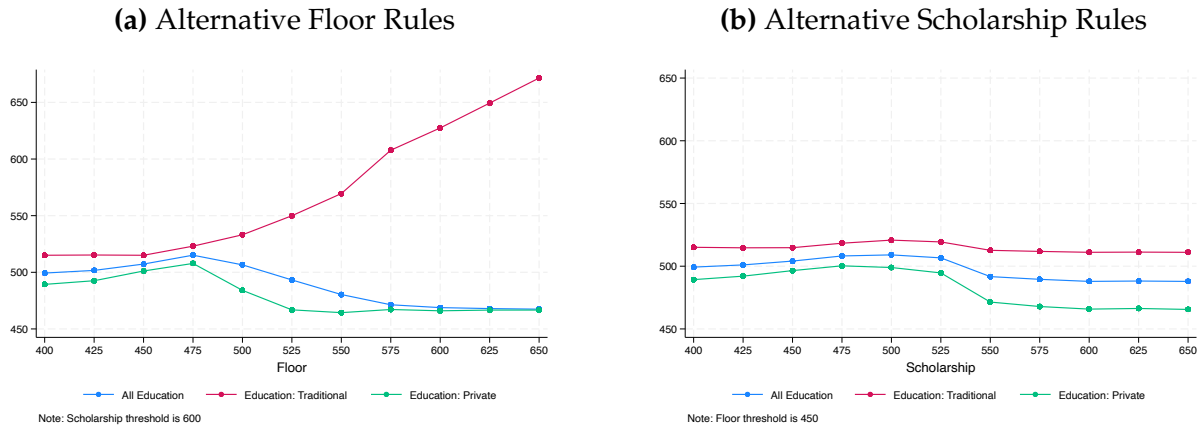 (a) Alternative Floor Rules
650
600
550
500
450
400 425 450 475 500 525 550 575 600 625 650
Floor
All Education Education: Traditional Education: Private
Note: Scholarship threshold is 600
(b) Alternative Scholarship Rules
650
600
550
500
450
400 425 450 475 500 525 550 575 600 625 650
Scholarship
All Education Education: Traditional Education: Private
Note: Floor threshold is 450